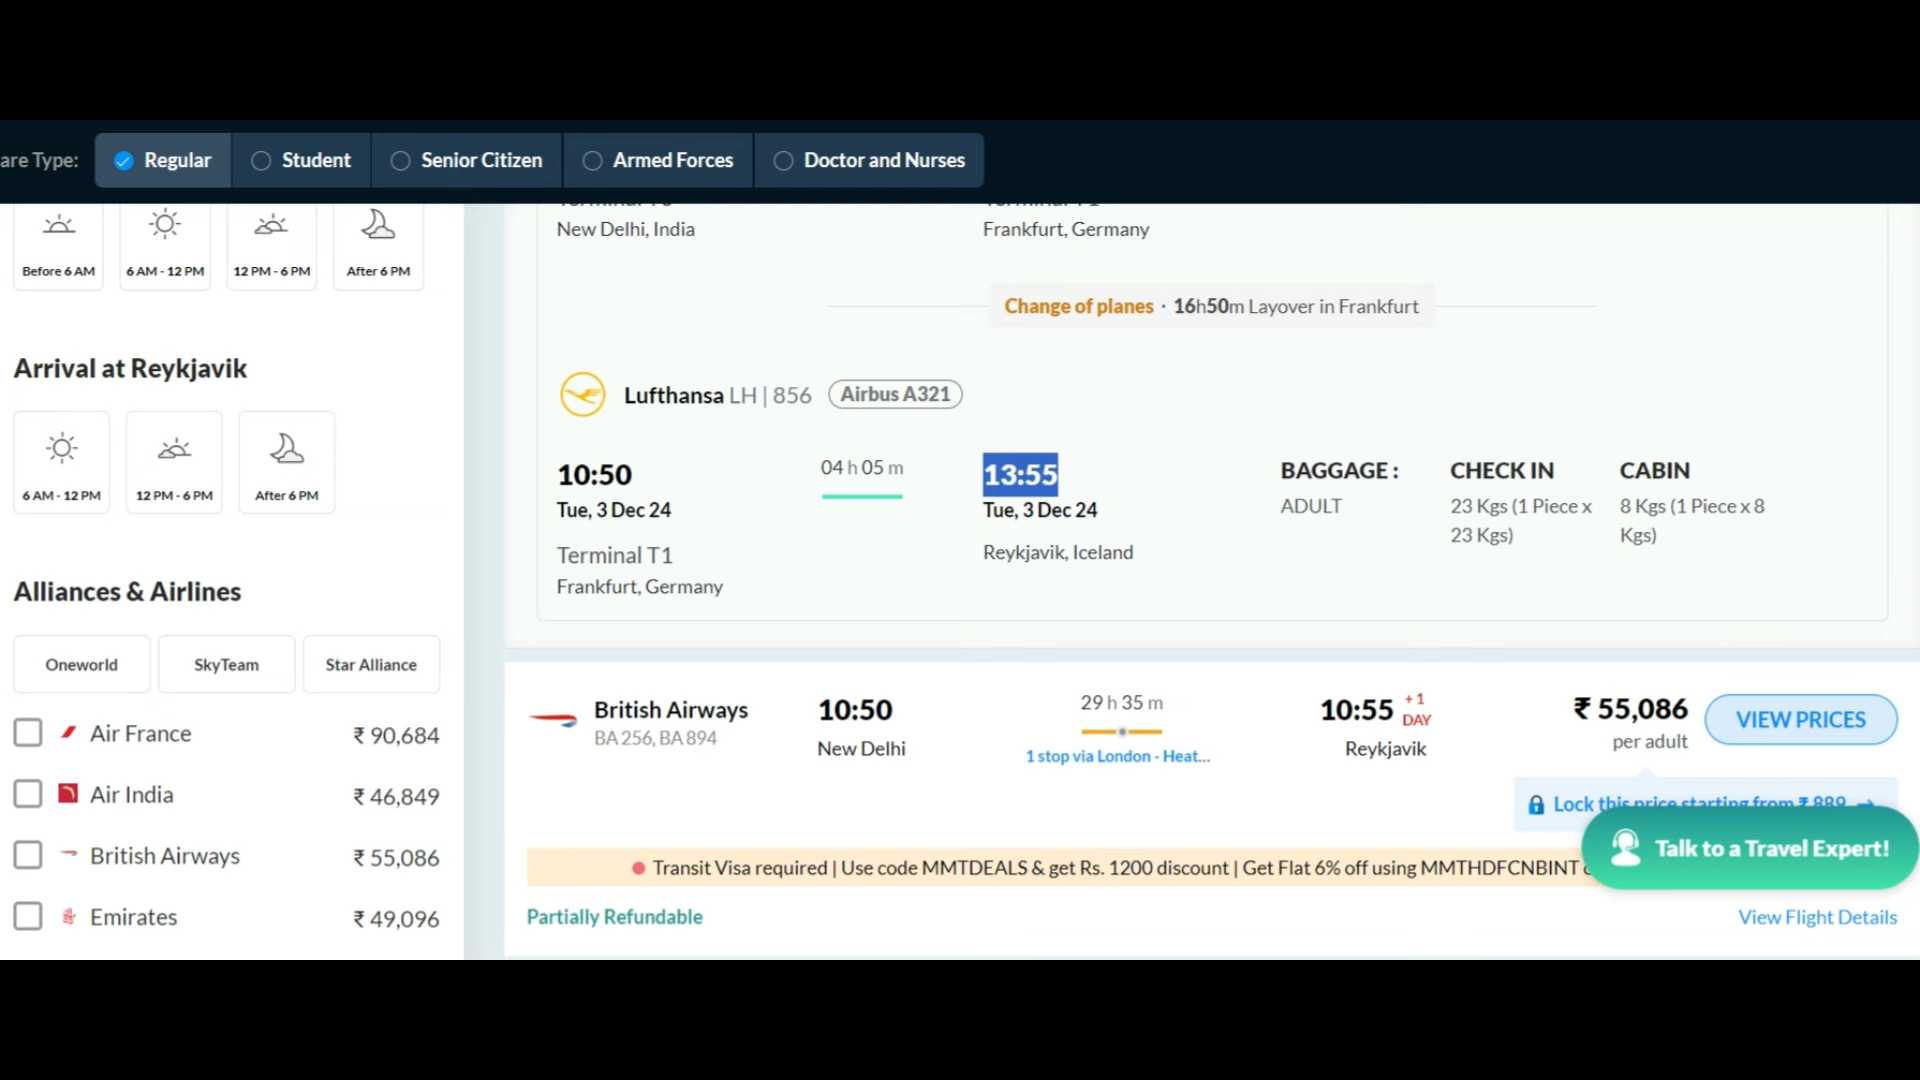 are Type:
Regular
Student
Senior Citizen
Armed Forces
Doctor and Nurses
Before 6 AM
6 AM - 12 PM
12 PM - 6 PM
After 6 PM
Arrival at Reykjavik
6 AM - 12 PM
12 PM - 6 PM
After 6 PM
Alliances & Airlines
Oneworld
SkyTeam
Star Alliance
Air France ₹ 90,684
Air India ₹ 46,849
British Airways ₹ 55,086
Emirates ₹ 49,096
New Delhi, India
Frankfurt, Germany
Change of planes · 16h50m Layover in Frankfurt
Lufthansa LH | 856 Airbus A321
10:50
Tue, 3 Dec 24
Terminal T1
Frankfurt, Germany
04 h 05 m
13:55
Tue, 3 Dec 24
Reykjavik, Iceland
BAGGAGE :
ADULT
CHECK IN
23 Kgs (1 Piece x
23 Kgs)
CABIN
8 Kgs (1 Piece x 8
Kgs)
British Airways
BA 256, BA 894
10:50
New Delhi
29 h 35 m
1 stop via London - Heat...
10:55
+ 1
DAY
Reykjavik
₹ 55,086
per adult
VIEW PRICES
Lock this price starting from ₹ 889 →
Talk to a Travel Expert!
Transit Visa required | Use code MMTDEALS & get Rs. 1200 discount | Get Flat 6% off using MMTHDFCNBINT
Partially Refundable
View Flight Details